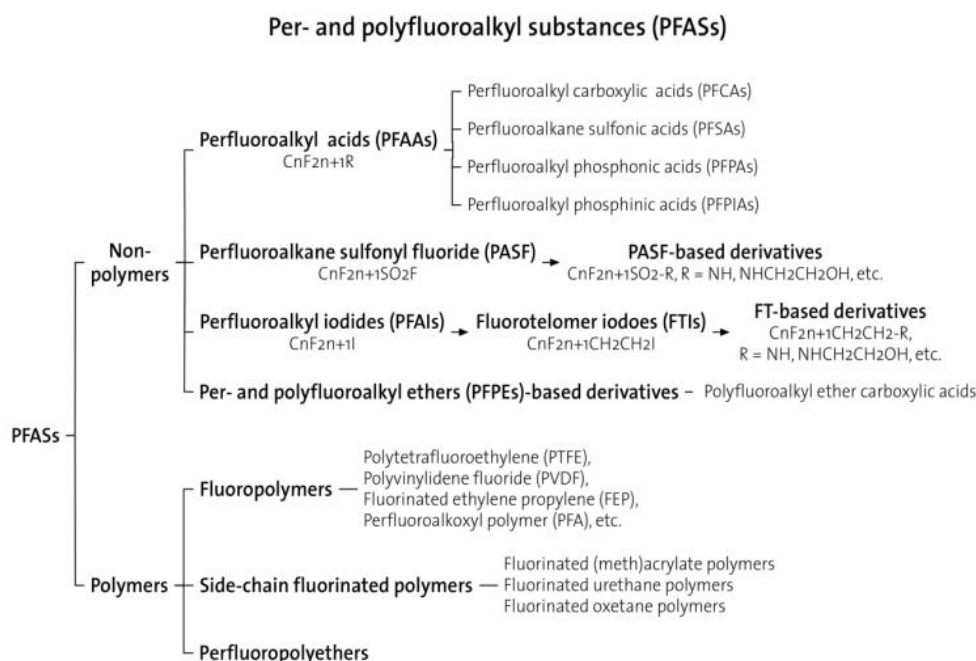 Per- and polyfluoroalkyl substances (PFASs)
Perfluoroalkyl carboxylic acids (PFCAs)
Perfluoroalkyl acids (PFAAs)
CnF2n+1R
Perfluoroalkane sulfonic acids (PFSAs)
Perfluoroalkyl phosphonic acids (PFPAs)
Perfluoroalkyl phosphinic acids (PFPIAs)
Non-
polymers
Perfluoroalkane sulfonyl fluoride (PASF)
CnF2n+1SO2F
PASF-based derivatives
CnF2n+1SO2-R, R = NH, NHCH2CH2OH, etc.
Perfluoroalkyl iodides (PFAIs)
CnF2n+1I
Fluorotelomer iodoes (FTIs)
CnF2n+1CH2CH2I
FT-based derivatives
CnF2n+1CH2CH2-R,
R = NH, NHCH2CH2OH, etc.
Per- and polyfluoroalkyl ethers (PFPEs)-based derivatives – Polyfluoroalkyl ether carboxylic acids
PFASs
Fluoropolymers
Polytetrafluoroethylene (PTFE),
Polyvinylidene fluoride (PVDF),
Fluorinated ethylene propylene (FEP),
Perfluoroalkoxyl polymer (PFA), etc.
Polymers
Side-chain fluorinated polymers
Fluorinated (meth)acrylate polymers
Fluorinated urethane polymers
Fluorinated oxetane polymers
Perfluoropolyethers